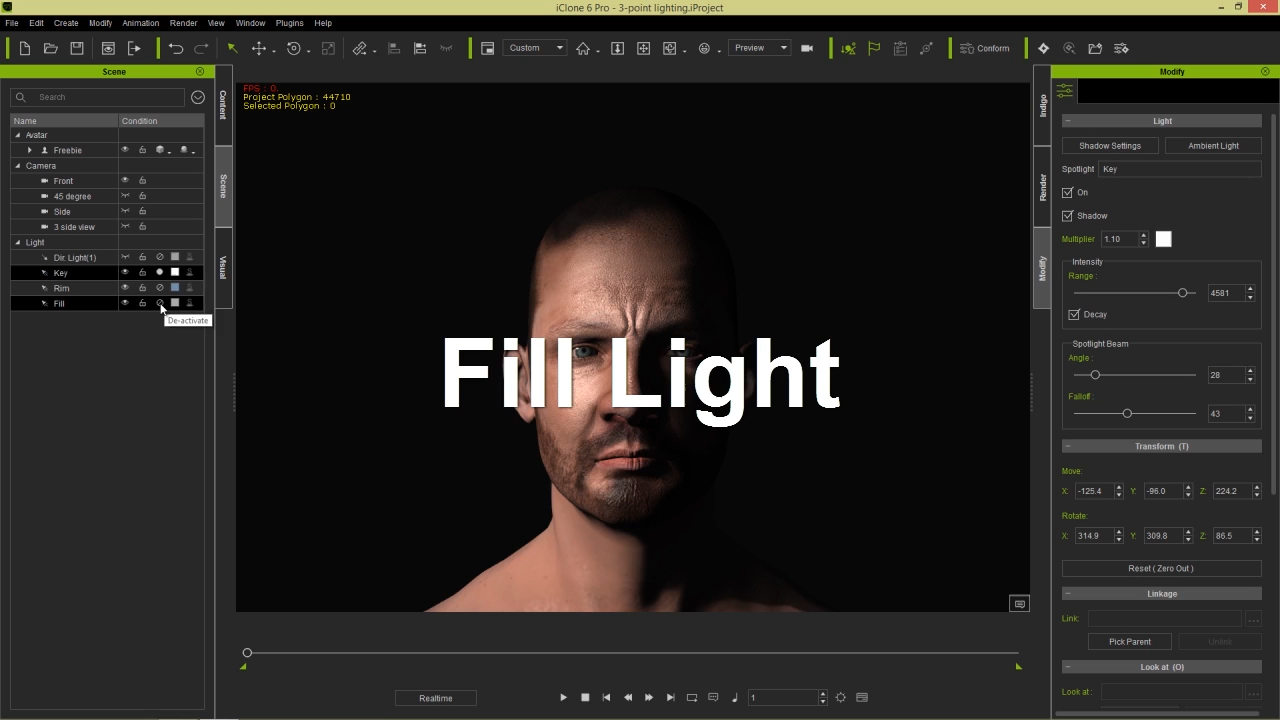 iClone 6 Pro - 3-point lighting.iProject
File Edit Create Modify Animation Render Window Plugins Help
Custom
Preview
Conform
Scene
Search
Name Condition
Avatar
Freebie
Camera
Front
45 degree
Side
3 side view
Light
Dir. Light(1)
Key
Rim
Fill
De-activate
Content
Scene
Visual
FPS : 0.
Project Polygon : 44710
Selected Polygon : 0
Fill Light
Realtime
1
Indigo
Render
Modify
Modify
Light
Shadow Settings Ambient Light
Spotlight Key
On
Shadow
Multiplier 1.10
Intensity
Range :
4581
Decay
Spotlight Beam
Angle :
28
Falloff :
43
Transform (T)
Move:
X: -125.4 Y: -96.0 Z: 224.2
Rotate:
X: 314.9 Y: 309.8 Z: 86.5
Reset ( Zero Out )
Linkage
Link: ...
Pick Parent Unlink
Look at (O)
Look at : ...